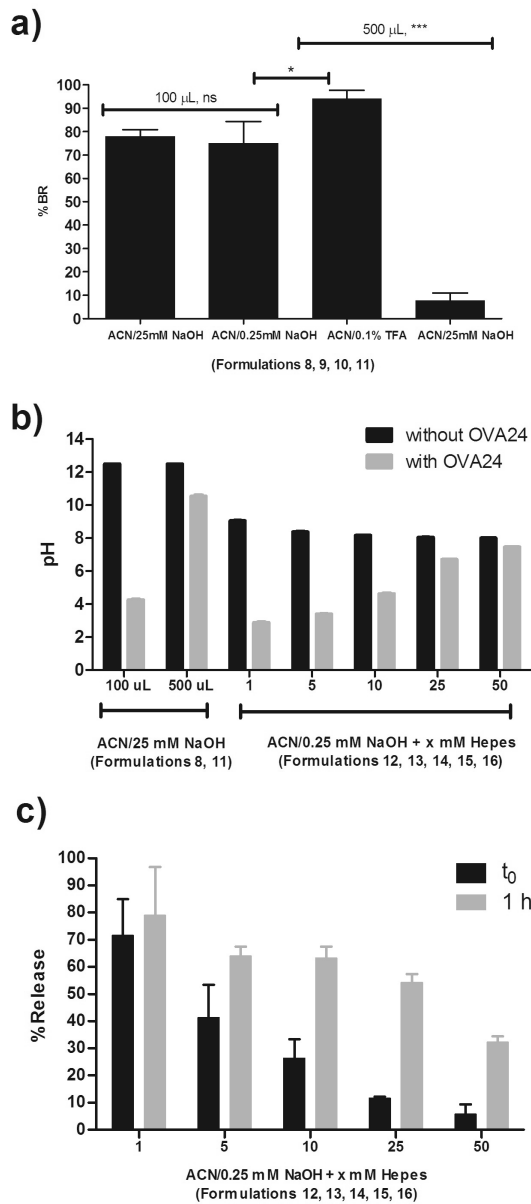 a)
500 µL, ***
*
100 µL, ns
100
90
80
70
60
50
40
30
20
10
0
%BR
ACN/25mM NaOH ACN/0.25mM NaOH ACN/0.1% TFA ACN/25mM NaOH
(Formulations 8, 9, 10, 11)
b)
14
12
10
8
6
4
2
0
pH
without OVA24
with OVA24
100 uL 500 uL 1 5 10 25 50
ACN/25 mM NaOH
(Formulations 8, 11)
ACN/0.25 mM NaOH + x mM Hepes
(Formulations 12, 13, 14, 15, 16)
c)
100
90
80
70
60
50
40
30
20
10
0
%Release
t0
1 h
1 5 10 25 50
ACN/0.25 mM NaOH + x mM Hepes
(Formulations 12, 13, 14, 15, 16)